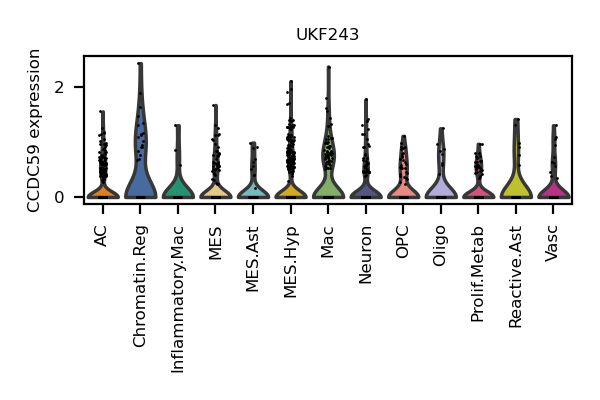 UKF243
CCDC59 expression
2
0
AC
Chromatin.Reg
Inflammatory.Mac
MES
MES.Ast
MES.Hyp
Mac
Neuron
OPC
Oligo
Prolif.Metab
Reactive.Ast
Vasc